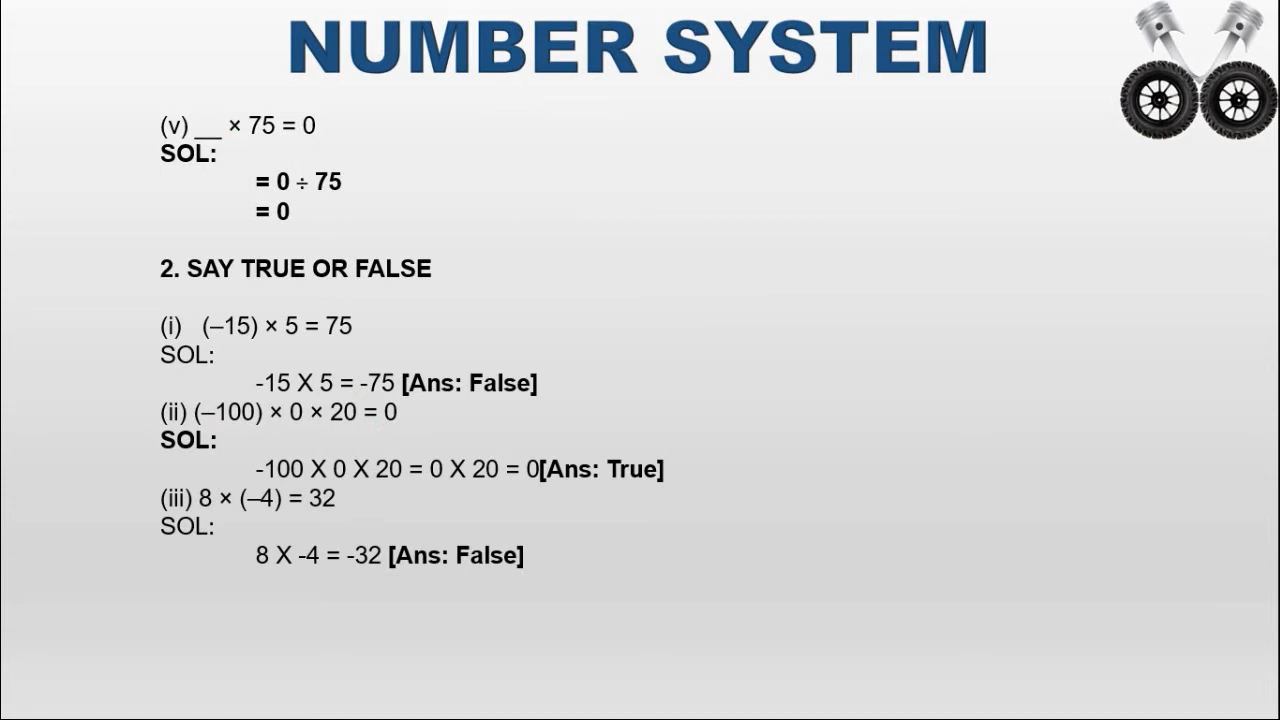 NUMBER SYSTEM
(v) __ × 75 = 0
SOL:
= 0 ÷ 75
= 0
2. SAY TRUE OR FALSE
(i) (–15) × 5 = 75
SOL:
-15 X 5 = -75 [Ans: False]
(ii) (–100) × 0 × 20 = 0
SOL:
-100 X 0 X 20 = 0 X 20 = 0[Ans: True]
(iii) 8 × (–4) = 32
SOL:
8 X -4 = -32 [Ans: False]